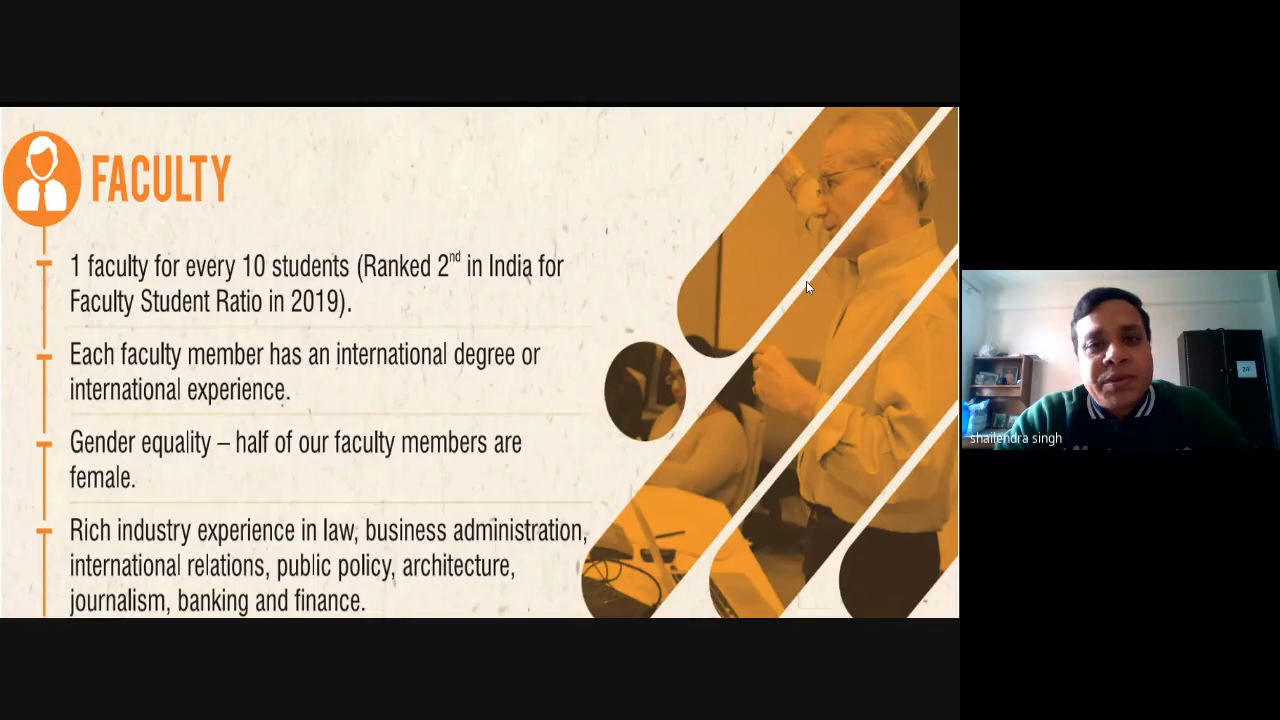 FACULTY
1 faculty for every 10 students (Ranked 2nd in India for
Faculty Student Ratio in 2019).
Each faculty member has an international degree or
international experience.
Gender equality – half of our faculty members are
female.
Rich industry experience in law, business administration,
international relations, public policy, architecture,
journalism, banking and finance.
shailendra singh